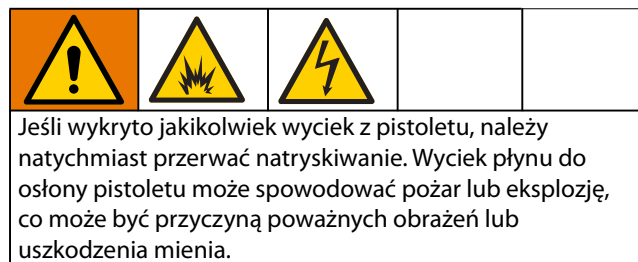 Jeśli wykryto jakikolwiek wyciek z pistoletu, należy
natychmiast przerwać natryskiwanie. Wyciek płynu do
osłony pistoletu może spowodować pożar lub eksplozję,
co może być przyczyną poważnych obrażeń lub
uszkodzenia mienia.